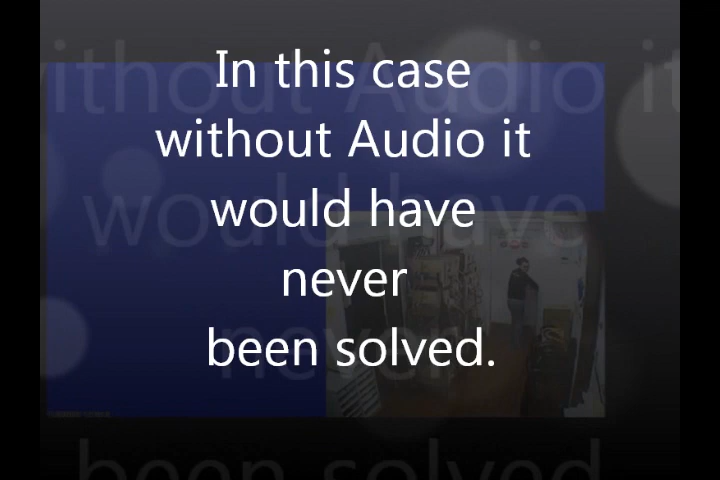 In this case
without Audio it
would have
never
been solved.